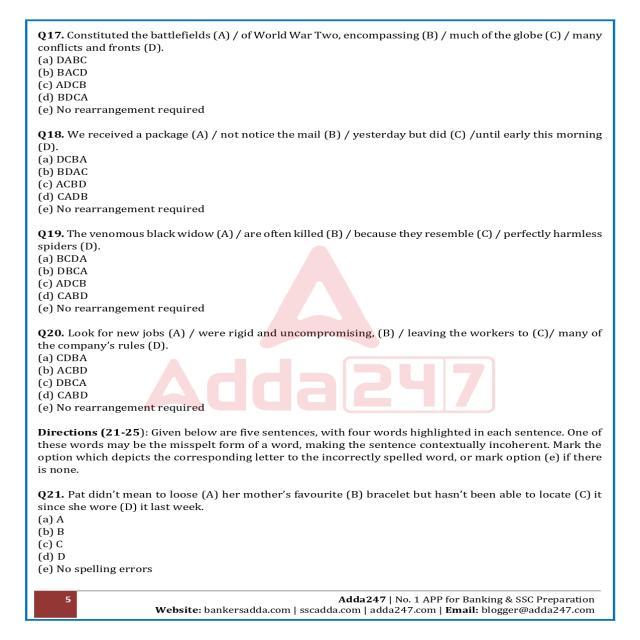 Q17. Constituted the battlefields (A) / of World War Two, encompassing (B) / much of the globe (C) / many
conflicts and fronts (D).
(a) DABC
(b) BACD
(c) ADCB
(d) BDCA
(e) No rearrangement required
Q18. We received a package (A) / not notice the mail (B) / yesterday but did (C) /until early this morning
(D).
(a) DCBA
(b) BDAC
(c) ACBD
(d) CADB
(e) No rearrangement required
Q19. The venomous black widow (A) / are often killed (B) / because they resemble (C) / perfectly harmless
spiders (D).
(a) BCDA
(b) DBCA
(c) ADCB
(d) CABD
(e) No rearrangement required
Q20. Look for new jobs (A) / were rigid and uncompromising, (B) / leaving the workers to (C)/ many of
the company's rules (D).
(a) CDBA
(b) ACBD
(c) DBCA
(d) CABD
(e) No rearrangement required
Adda247
Directions (21-25): Given below are five sentences, with four words highlighted in each sentence. One of
these words may be the misspelt form of a word, making the sentence contextually incoherent. Mark the
option which depicts the corresponding letter to the incorrectly spelled word, or mark option (e) if there
is none.
Q21. Pat didn't mean to loose (A) her mother's favourite (B) bracelet but hasn't been able to locate (C) it
since she wore (D) it last week.
(a) A
(b) B
(c) C
(d) D
(e) No spelling errors
5
Adda247 | No. 1 APP for Banking & SSC Preparation
Website: bankersadda.com | sscadda.com | adda247.com | Email: blogger@adda247.com